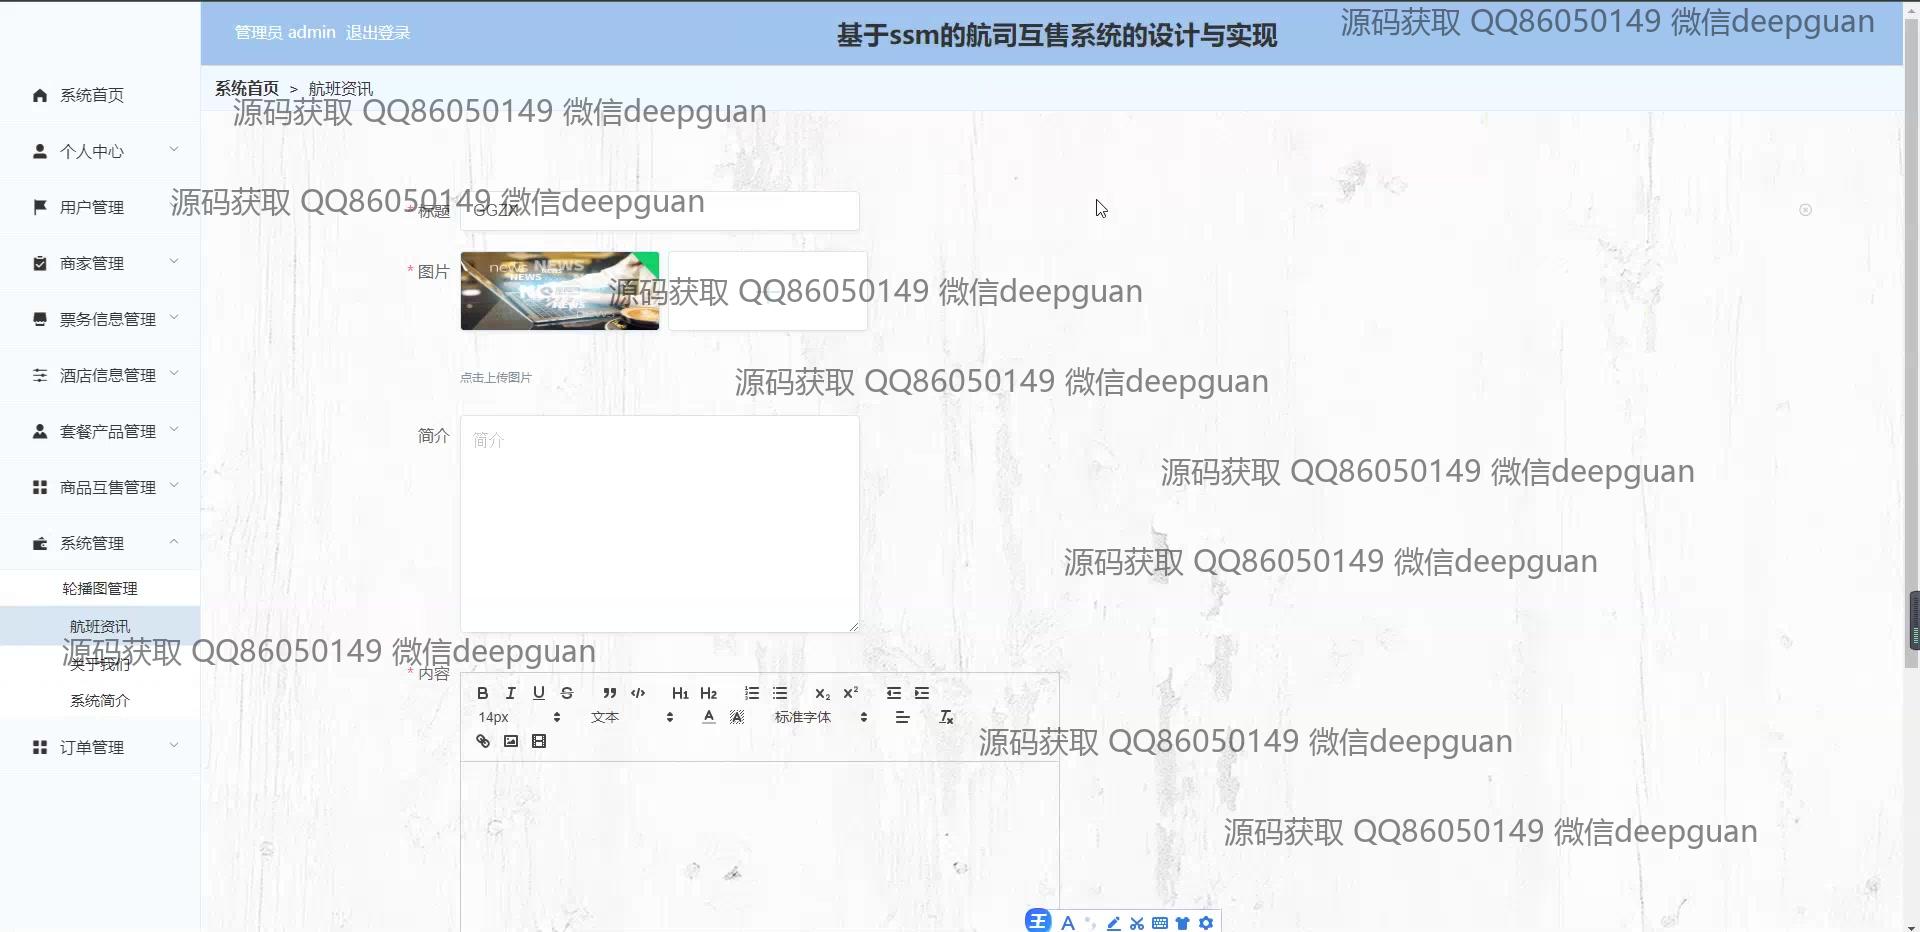 管理员 admin 退出登录
基于ssm的航司互售系统的设计与实现
源码获取 QQ86050149 微信deepguan
系统首页 > 航班资讯
源码获取 QQ86050149 微信deepguan
系统首页
个人中心
用户管理
源码获取 QQ86050149 微信deepguan
* 标题
GGZX
商家管理
* 图片
news NEWS
NEWS
NEWS
源码获取 QQ86050149 微信deepguan
票务信息管理
酒店信息管理
点击上传图片
源码获取 QQ86050149 微信deepguan
套餐产品管理
简介
简介
源码获取 QQ86050149 微信deepguan
商品互售管理
系统管理
源码获取 QQ86050149 微信deepguan
轮播图管理
航班资讯
源码获取 QQ86050149 微信deepguan
关于我们
* 内容
系统简介
B I U S H1 H2 x2 x2
14px 文本 A A 标准字体 Tx
订单管理
源码获取 QQ86050149 微信deepguan
源码获取 QQ86050149 微信deepguan
王 A